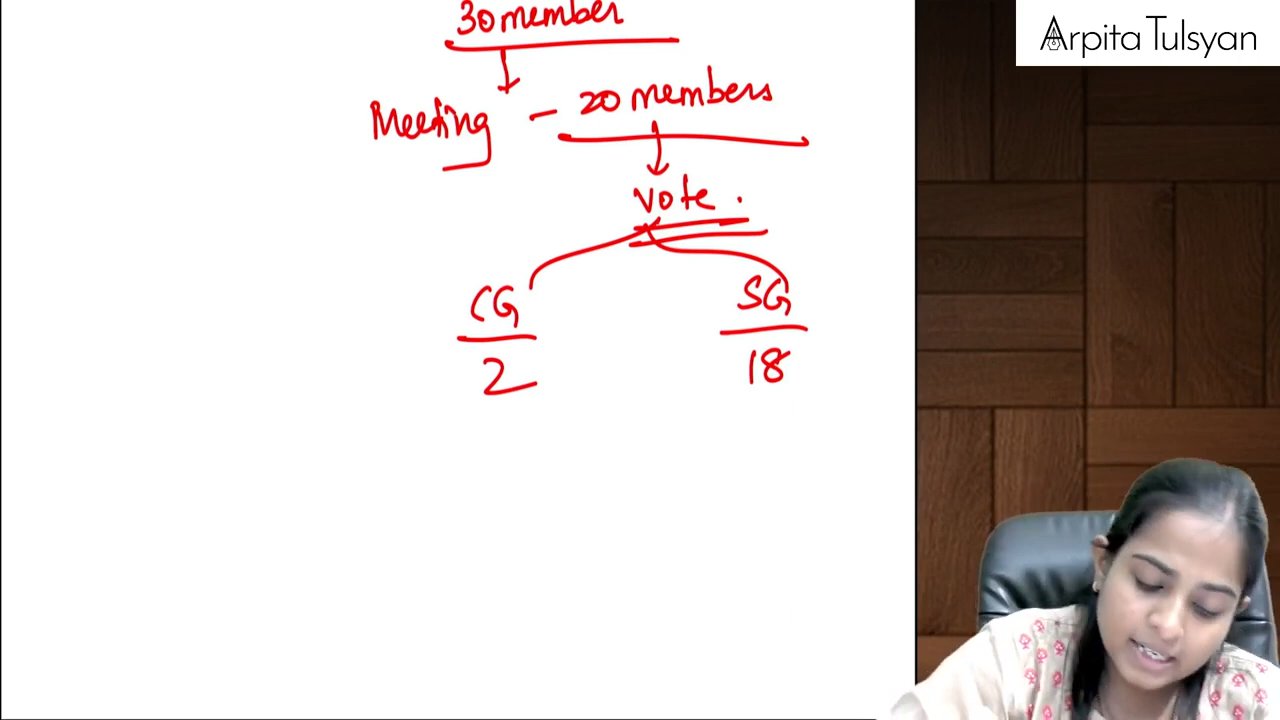 Arpita Tulsyan
30 member
Meeting - 20 members
vote.
CG SG
2 18